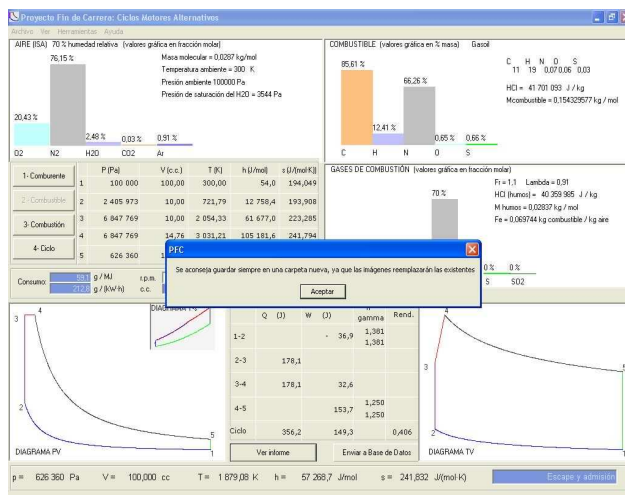 Proyecto Fin de Carrera: Ciclos Motores Alternativos
Archivo Ver Herramientas Ayuda
AIRE (ISA) 70 % humedad relativa (valores gráfica en fracción molar)
76,15 %
Masa molecular = 0,0287 kg/mol
Temperatura ambiente = 300 K
Presión ambiente 100000 Pa
Presión de saturación del H2O = 3544 Pa
20,43 %
2,48 % 0,03 % 0,91 %
O2 N2 H2O CO2 Ar
COMBUSTIBLE (valores gráfica en % masa) Gasoil
85,61 %
66,26 %
12,41 %
0,65 % 0,66 %
C H N O S
C H N O S
11 19 0,07 0,06 0,03
HCI = 41 701 093 J / kg
Mcombustible = 0,154329577 kg / mol
1- Comburente
2- Combustible
3- Combustión
4- Ciclo
P (Pa) V (c.c.) T (K) h (J/mol) s (J/(mol·K))
1 100 000 100,00 300,00 54,0 194,049
2 2 405 973 10,00 721,79 12 758,4 193,908
3 6 847 769 10,00 2 054,33 61 677,0 223,285
4 6 847 769 14,76 3 031,21 105 181,6 241,794
5 626 360
GASES DE COMBUSTIÓN (valores gráfica en fracción molar)
70 %
Fr = 1,1 Lambda = 0,91
HCI (humos) = 40 359 985 J / kg
M humos = 0,02837 kg / mol
Fe = 0,069744 kg combustible / kg aire
0 % 0 %
S SO2
PFC
Se aconseja guardar siempre en una carpeta nueva, ya que las imágenes reemplazarán las existentes
Aceptar
Consumo: 59,1 g / MJ
212,8 g / (kW·h)
r.p.m.
c.c.
3 4
2
5
1
DIAGRAMA PV
Q (J) W (J) gamma Rend.
1-2 - 36,9 1,381
1,381
2-3 178,1
3-4 178,1 32,6
4-5 153,7 1,250
1,250
Ciclo 356,2 149,3 0,406
Ver informe
Enviar a Base de Datos
4
3
5
2
1
DIAGRAMA TV
p = 626 360 Pa V = 100,000 cc T = 1 879,08 K h = 57 268,7 J/mol s = 241,832 J/(mol·K)
Escape y admisión